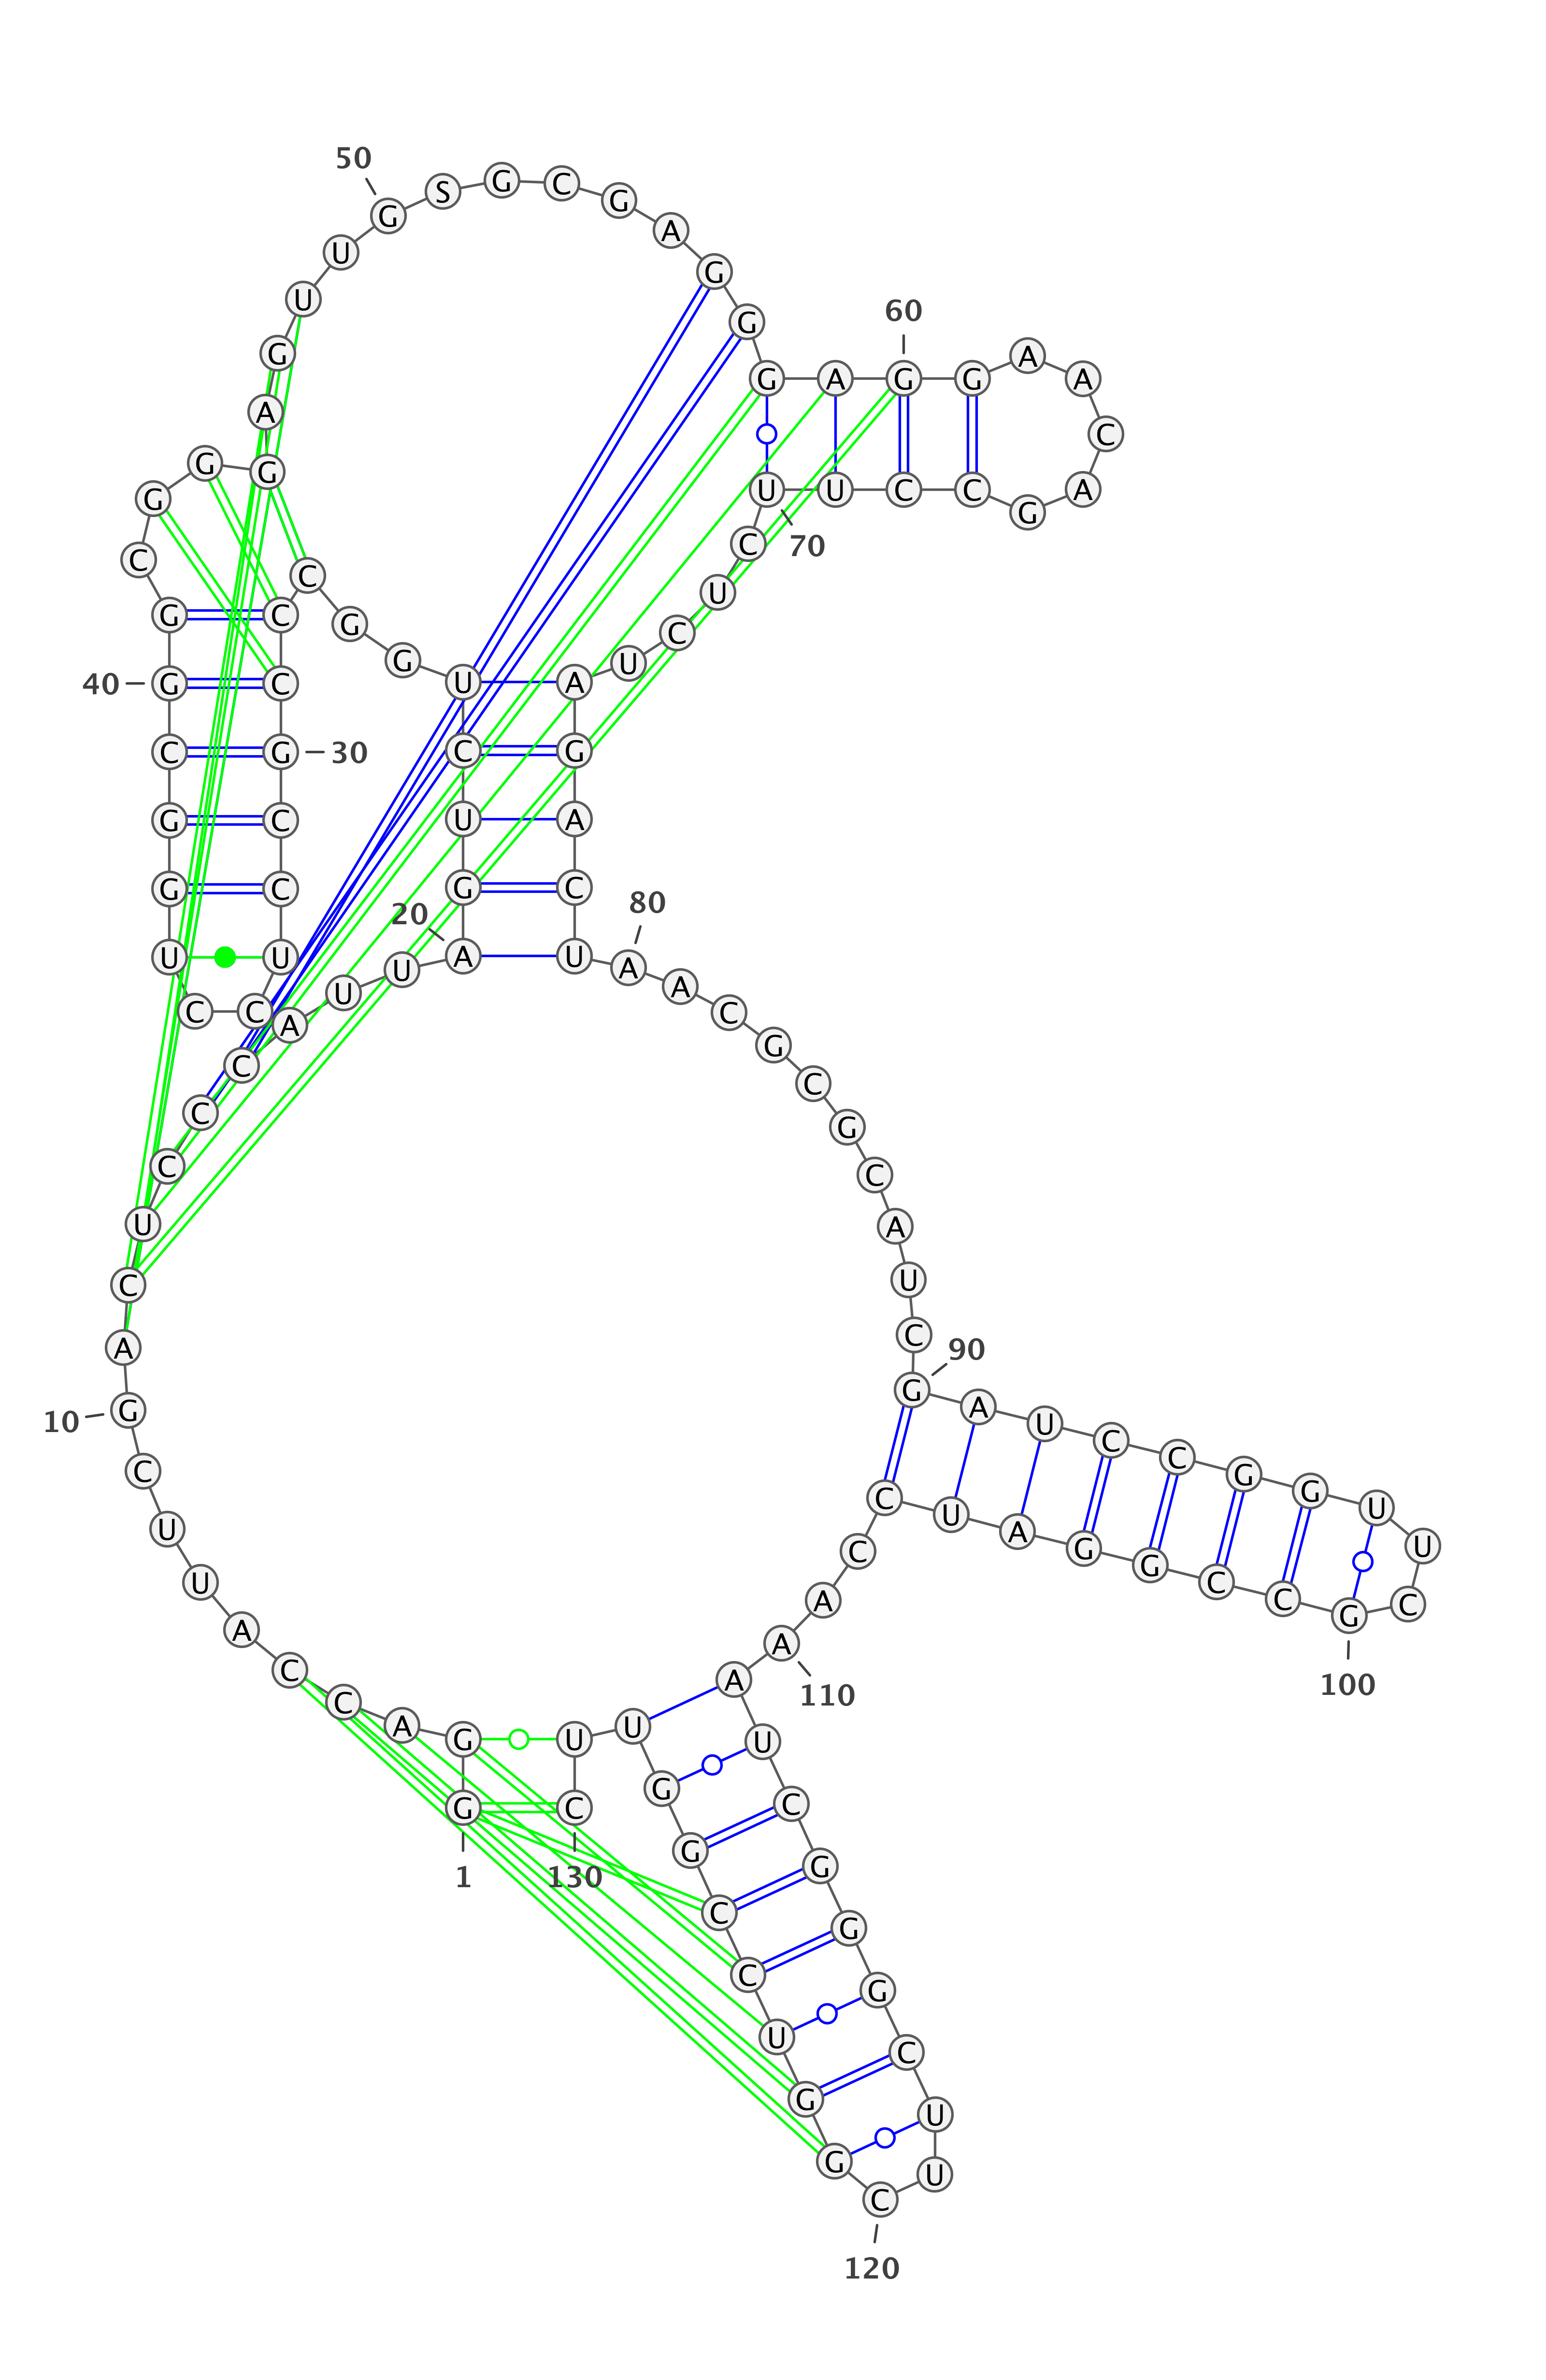 50
S G C
G G
U A
G
U 60
G
G A
G A G G A
A
C
G G
G U U C C A
G
C 70
C C
U
G C G C
G U
40 G C U A
C G 30 C G
G C U A
G C G C
20 80
U U U A U A
U A
C C A C
C G
C C
G
C C
U A
C U
A C 90
G A
10 G U
C C
C G
C G U
U U A
C G G U
U A C C C
A A G
C A 100
C 110
A G U U U
G
G C C
G G
1 130
C G
C G
U C
G U
G U
C
120